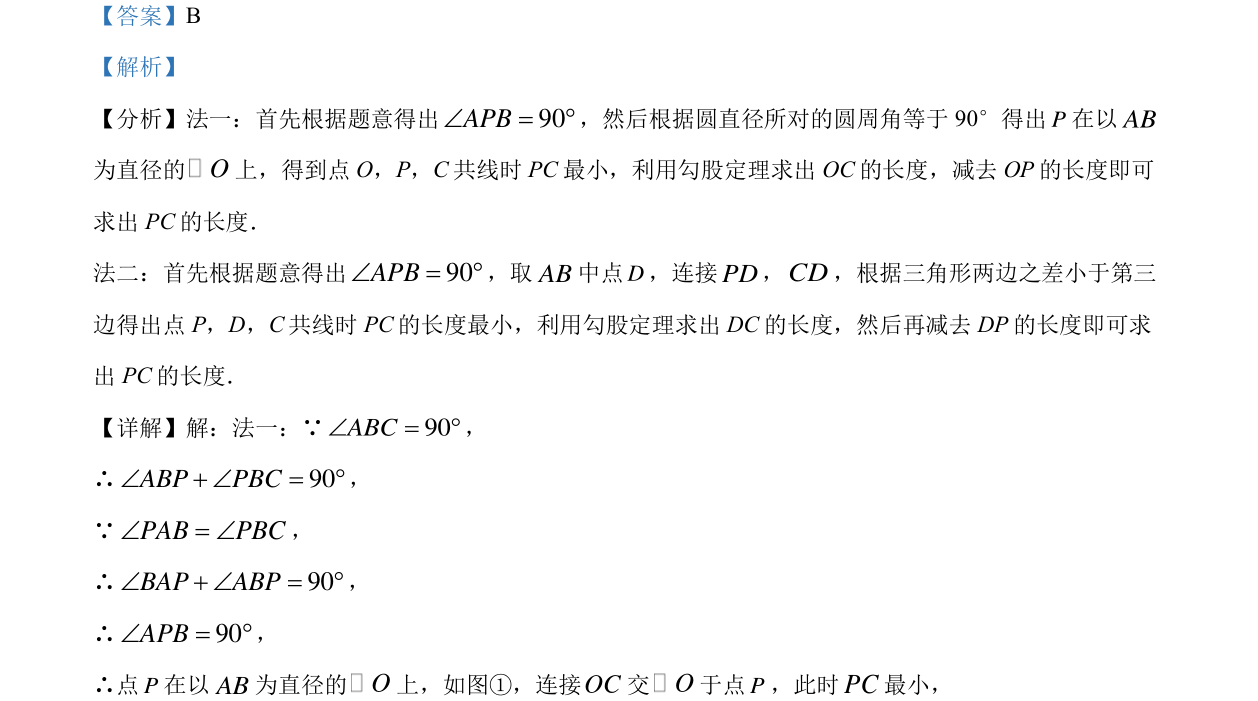 【答案】B
【解析】
【分析】法一：首先根据题意得出∠APB＝90°，然后根据圆直径所对的圆周角等于 90°得出 P 在以 AB
为直径的□ O 上，得到点 O，P，C 共线时 PC 最小，利用勾股定理求出 OC 的长度，减去 OP 的长度即可
求出 PC 的长度．
法二：首先根据题意得出∠APB＝90°，取 AB 中点 D，连接 PD，CD，根据三角形两边之差小于第三
边得出点 P，D，C 共线时 PC 的长度最小，利用勾股定理求出 DC 的长度，然后再减去 DP 的长度即可求
出 PC 的长度．
【详解】解：法一：∵∠ABC＝90°，
∴∠ABP＋∠PBC＝90°，
∵∠PAB＝∠PBC，
∴∠BAP＋∠ABP＝90°，
∴∠APB＝90°，
∴点 P 在以 AB 为直径的□ O 上，如图①，连接 OC 交□ O 于点 P，此时 PC 最小，